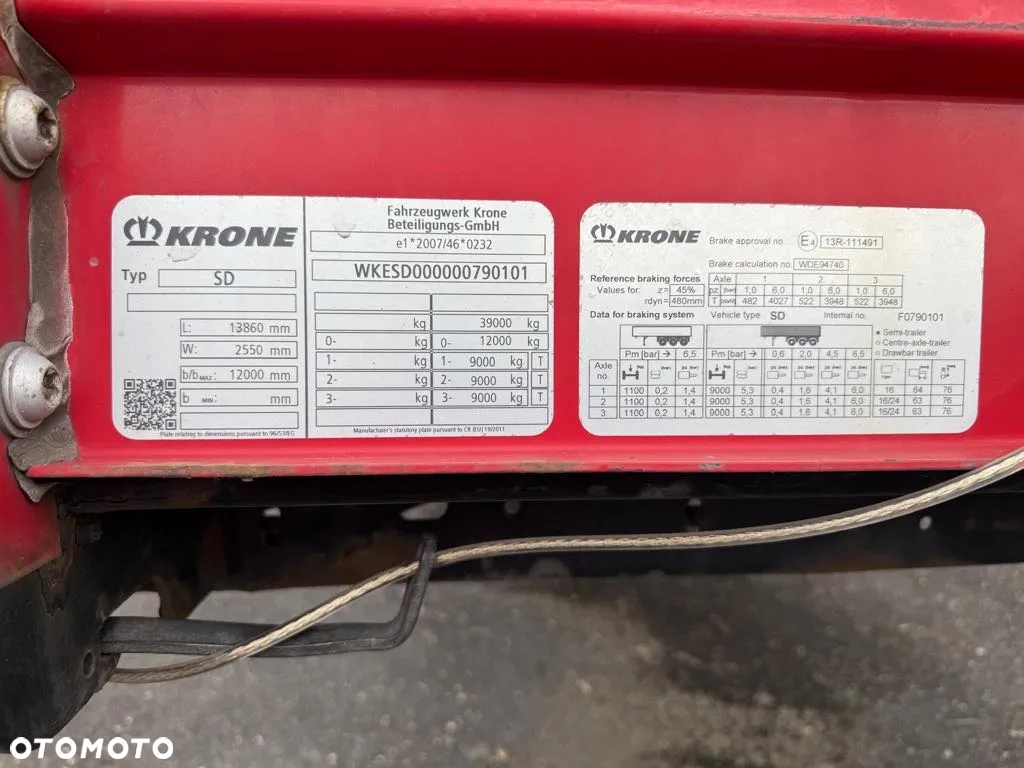 KRONE
Typ SD
L: 13860 mm
W: 2550 mm
b/b MAX: 12000 mm
b MIN: mm
Plate relating to dimensions pursuant to 96/53/EG
Fahrzeugwerk Krone
Beteiligungs-GmbH
e1*2007/46*0232
WKESD000000790101
kg 39000 kg
0- kg 0- 12000 kg
1- kg 1- 9000 kg T
2- kg 2- 9000 kg T
3- kg 3- 9000 kg T
Manufacturer's statutory plate pursuant to CR (EU) 19/2011
KRONE Brake approval no. E4 13R-111491
Brake calculation no. WDE94740
Reference braking forces Axle 1 2 3
Values for: z= 45% pz [bar] 1,0 6,0 1,0 6,0 1,0 6,0
rdyn= 480mm T [daN] 482 4027 522 3948 522 3948
Data for braking system Vehicle type SD Internal no. F0790101
Semi-trailer
Centre-axle-trailer
Drawbar trailer
Pm [bar] → 6,5 Pm [bar] → 0,6 2,0 4,5 6,5
Axle no.
1 1100 0,2 1,4 9000 5,3 0,4 1,6 4,1 6,0 16 64 76
2 1100 0,2 1,4 9000 5,3 0,4 1,6 4,1 6,0 16/24 63 76
3 1100 0,2 1,4 9000 5,3 0,4 1,6 4,1 6,0 16/24 63 76
OTOMOTO